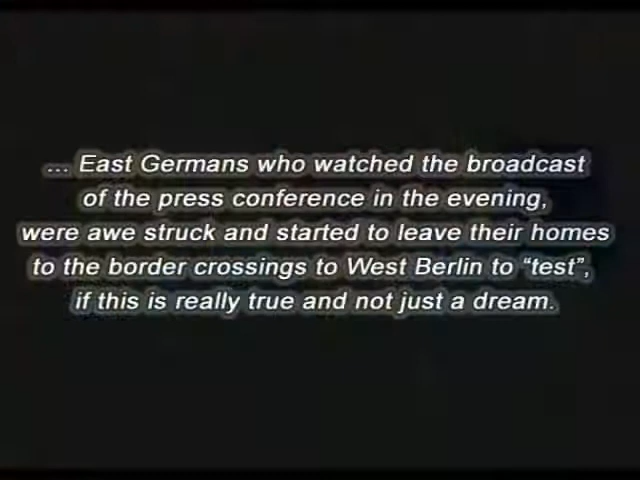 ... East Germans who watched the broadcast
of the press conference in the evening,
were awe struck and started to leave their homes
to the border crossings to West Berlin to “test”,
if this is really true and not just a dream.